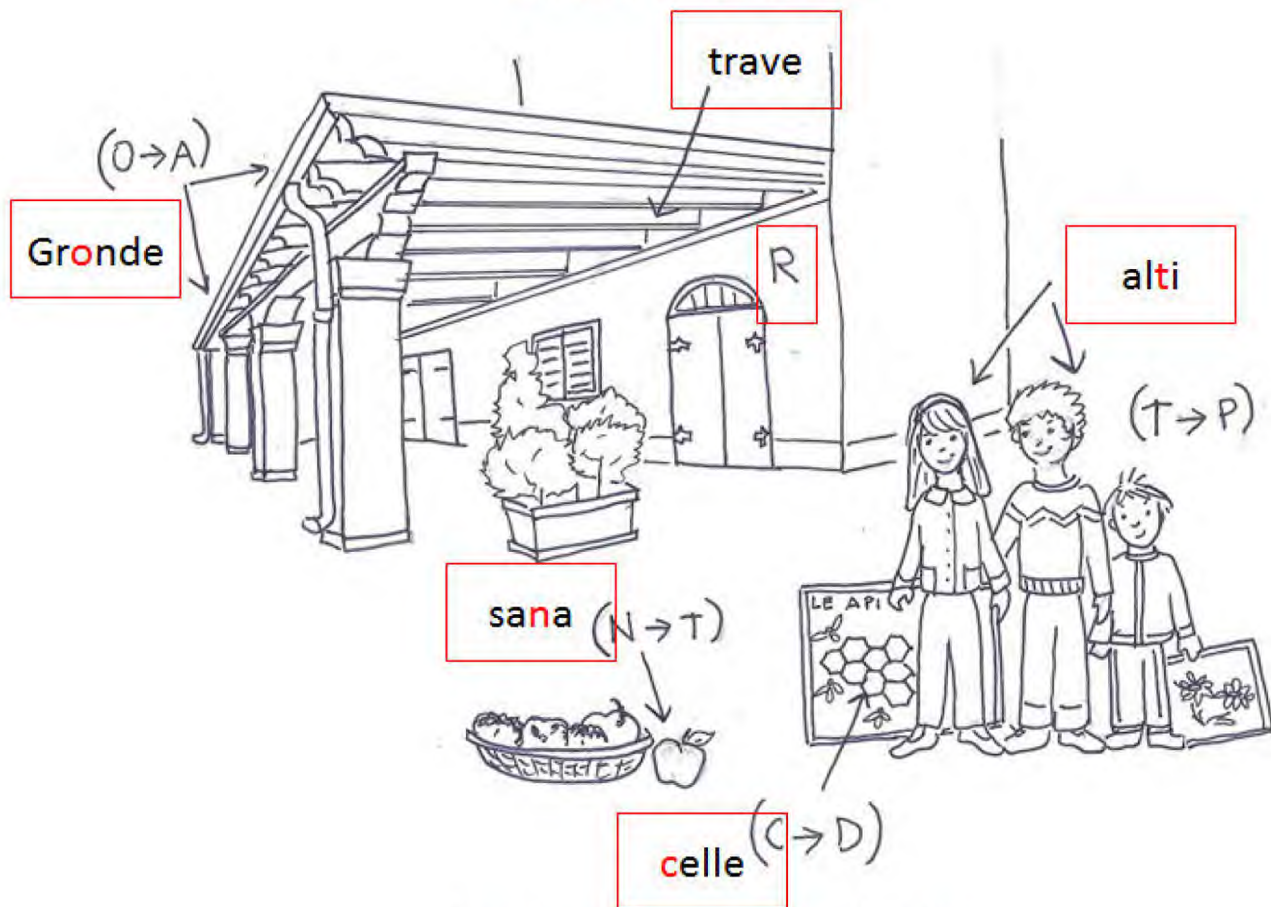 trave
(O→A)
Gronde
R
alti
(T→P)
sana
(N→T)
LE API
celle
(C→D)